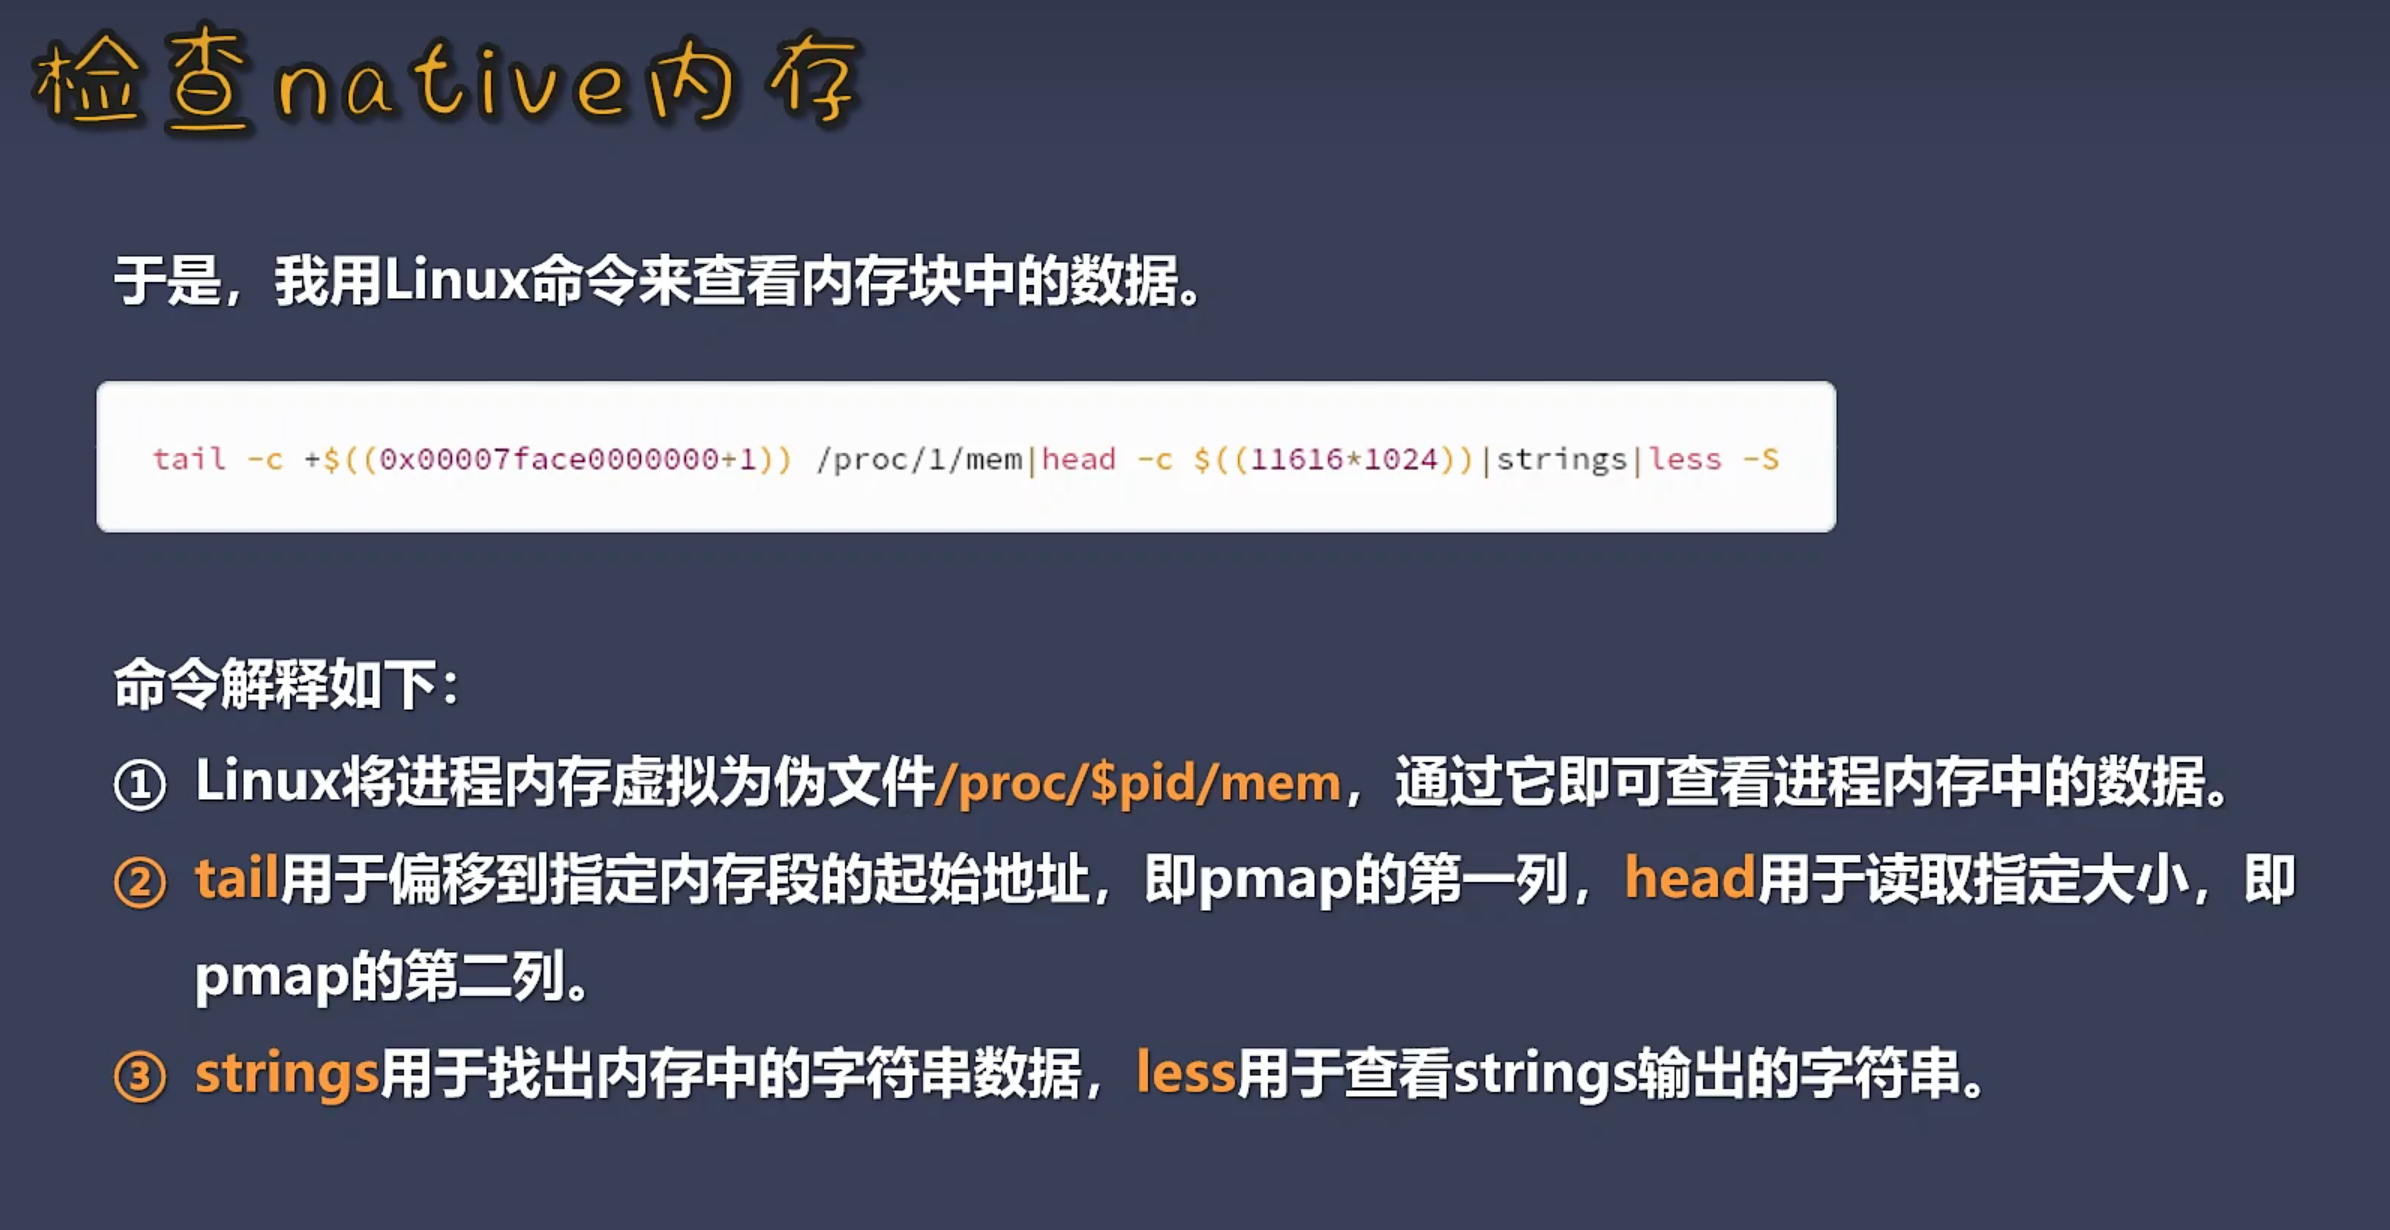 检查native内存
于是，我用Linux命令来查看内存块中的数据。
tail -c +$((0x00007face0000000+1)) /proc/1/mem|head -c $((11616*1024))|strings|less -S
命令解释如下：
① Linux将进程内存虚拟为伪文件/proc/$pid/mem，通过它即可查看进程内存中的数据。
② tail用于偏移到指定内存段的起始地址，即pmap的第一列，head用于读取指定大小，即
pmap的第二列。
③ strings用于找出内存中的字符串数据，less用于查看strings输出的字符串。